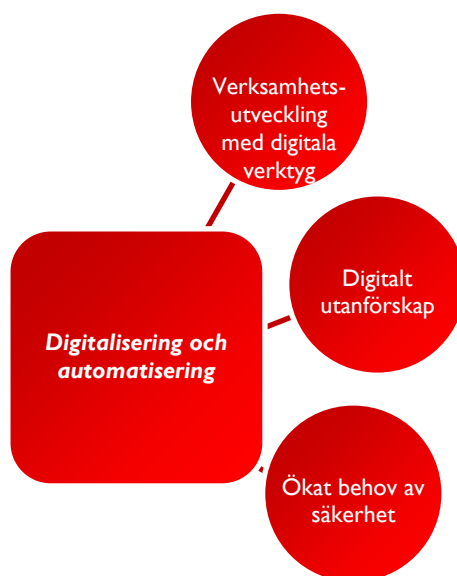 Verksamhets-
utveckling
med digitala
verktyg
Digitalt
utanförskap
Digitalisering och
automatisering
Ökat behov av
säkerhet